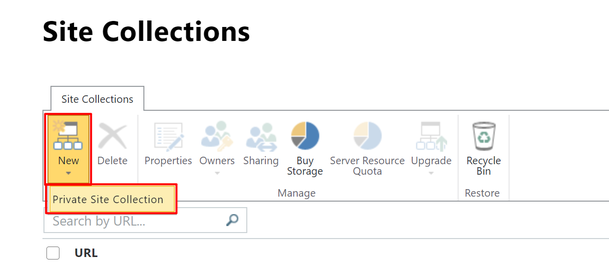 Site Collections
Site Collections
New
Delete
Properties
Owners
Sharing
Buy
Storage
Server Resource
Quota
Upgrade
Recycle
Bin
Manage
Restore
Private Site Collection
Search by URL...
URL